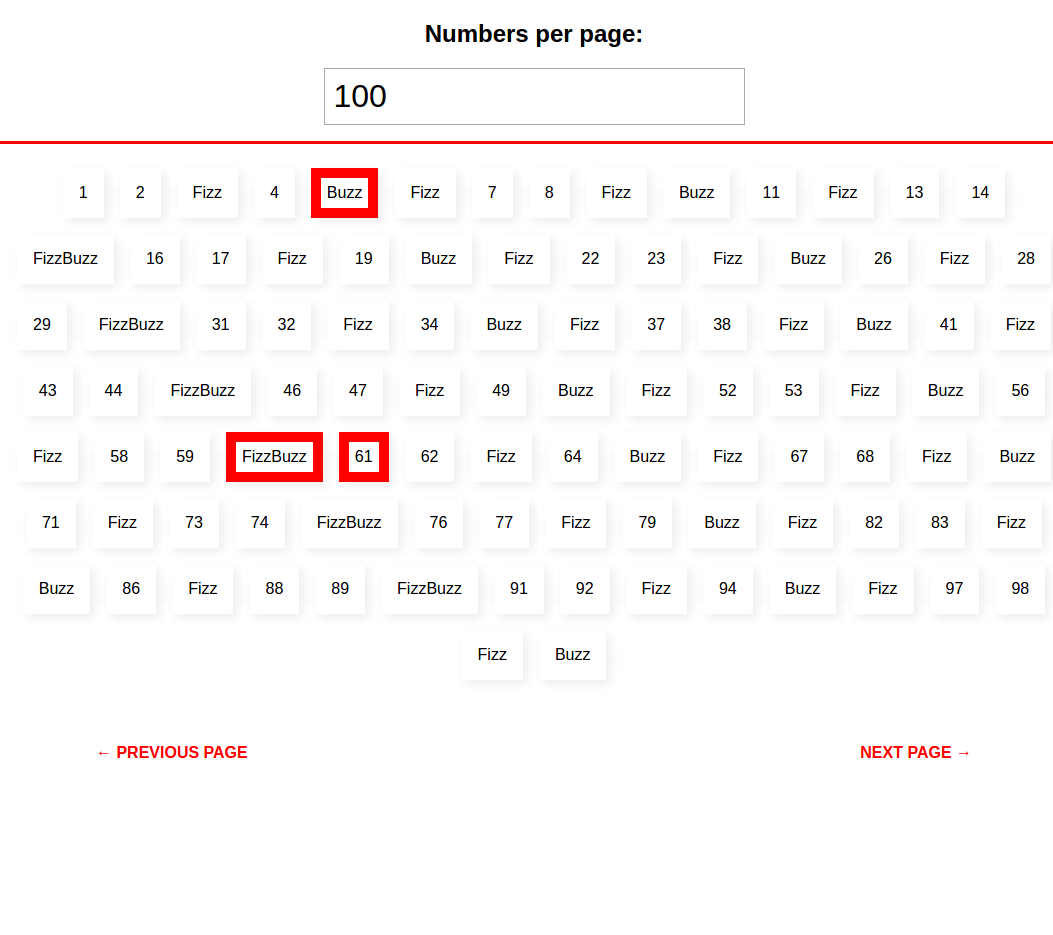 Numbers per page:
100
1 2 Fizz 4 Buzz Fizz 7 8 Fizz Buzz 11 Fizz 13 14
FizzBuzz 16 17 Fizz 19 Buzz Fizz 22 23 Fizz Buzz 26 Fizz 28
29 FizzBuzz 31 32 Fizz 34 Buzz Fizz 37 38 Fizz Buzz 41 Fizz
43 44 FizzBuzz 46 47 Fizz 49 Buzz Fizz 52 53 Fizz Buzz 56
Fizz 58 59 FizzBuzz 61 62 Fizz 64 Buzz Fizz 67 68 Fizz Buzz
71 Fizz 73 74 FizzBuzz 76 77 Fizz 79 Buzz Fizz 82 83 Fizz
Buzz 86 Fizz 88 89 FizzBuzz 91 92 Fizz 94 Buzz Fizz 97 98
Fizz Buzz
← PREVIOUS PAGE NEXT PAGE →